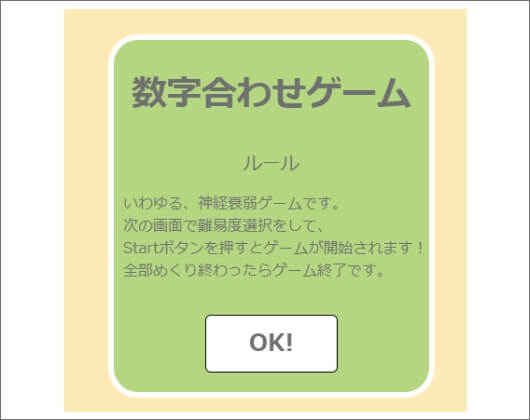 数字合わせゲーム
ルール
いわゆる、神経衰弱ゲームです。
次の画面で難易度選択をして、
Startボタンを押すとゲームが開始されます！
全部めくり終わったらゲーム終了です。
OK!